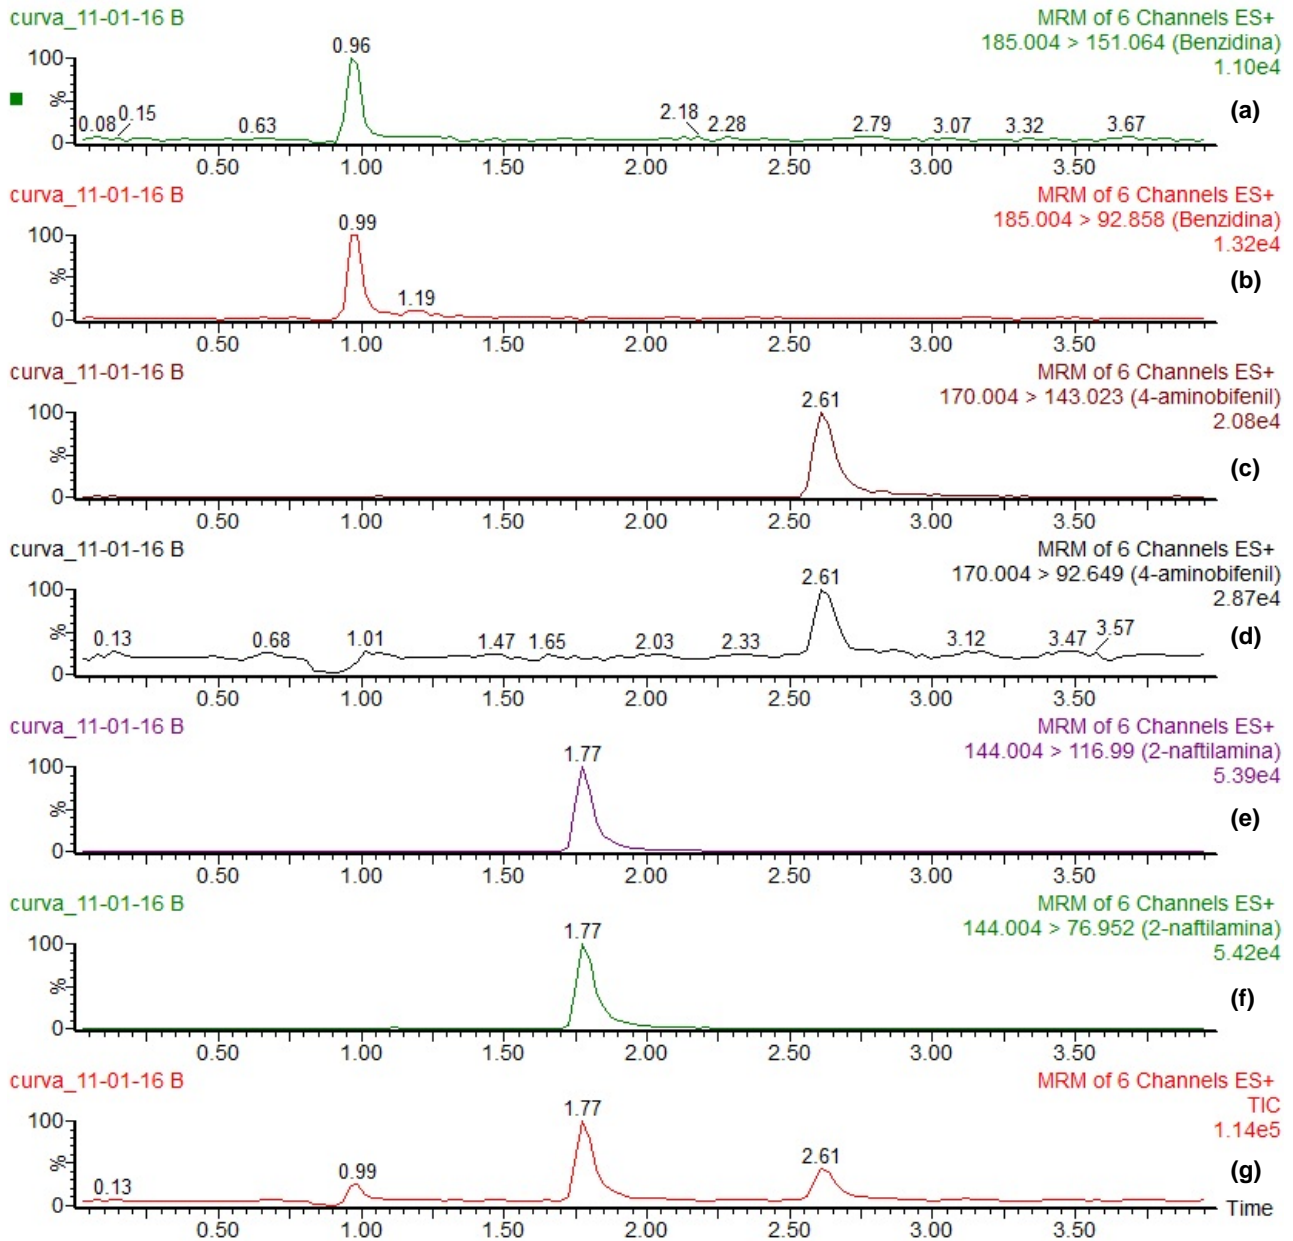 curva_11-01-16 B
MRM of 6 Channels ES+
185.004 > 151.064 (Benzidina)
1.10e4
0.96
100
%
0
0.08
0.15
0.63
2.18
2.28
2.79
3.07
3.32
3.67
(a)
0.50 1.00 1.50 2.00 2.50 3.00 3.50
curva_11-01-16 B
MRM of 6 Channels ES+
185.004 > 92.858 (Benzidina)
1.32e4
0.99
100
%
0
1.19
(b)
0.50 1.00 1.50 2.00 2.50 3.00 3.50
curva_11-01-16 B
MRM of 6 Channels ES+
170.004 > 143.023 (4-aminobifenil)
2.08e4
2.61
100
%
0
(c)
0.50 1.00 1.50 2.00 2.50 3.00 3.50
curva_11-01-16 B
MRM of 6 Channels ES+
170.004 > 92.649 (4-aminobifenil)
2.87e4
2.61
100
%
0
0.13
0.68
1.01
1.47
1.65
2.03
2.33
3.12
3.47
3.57
(d)
0.50 1.00 1.50 2.00 2.50 3.00 3.50
curva_11-01-16 B
MRM of 6 Channels ES+
144.004 > 116.99 (2-naftilamina)
5.39e4
1.77
100
%
0
(e)
0.50 1.00 1.50 2.00 2.50 3.00 3.50
curva_11-01-16 B
MRM of 6 Channels ES+
144.004 > 76.952 (2-naftilamina)
5.42e4
1.77
100
%
0
(f)
0.50 1.00 1.50 2.00 2.50 3.00 3.50
curva_11-01-16 B
MRM of 6 Channels ES+
TIC
1.14e5
1.77
100
%
0
0.13
0.99
2.61
(g)
Time
0.50 1.00 1.50 2.00 2.50 3.00 3.50